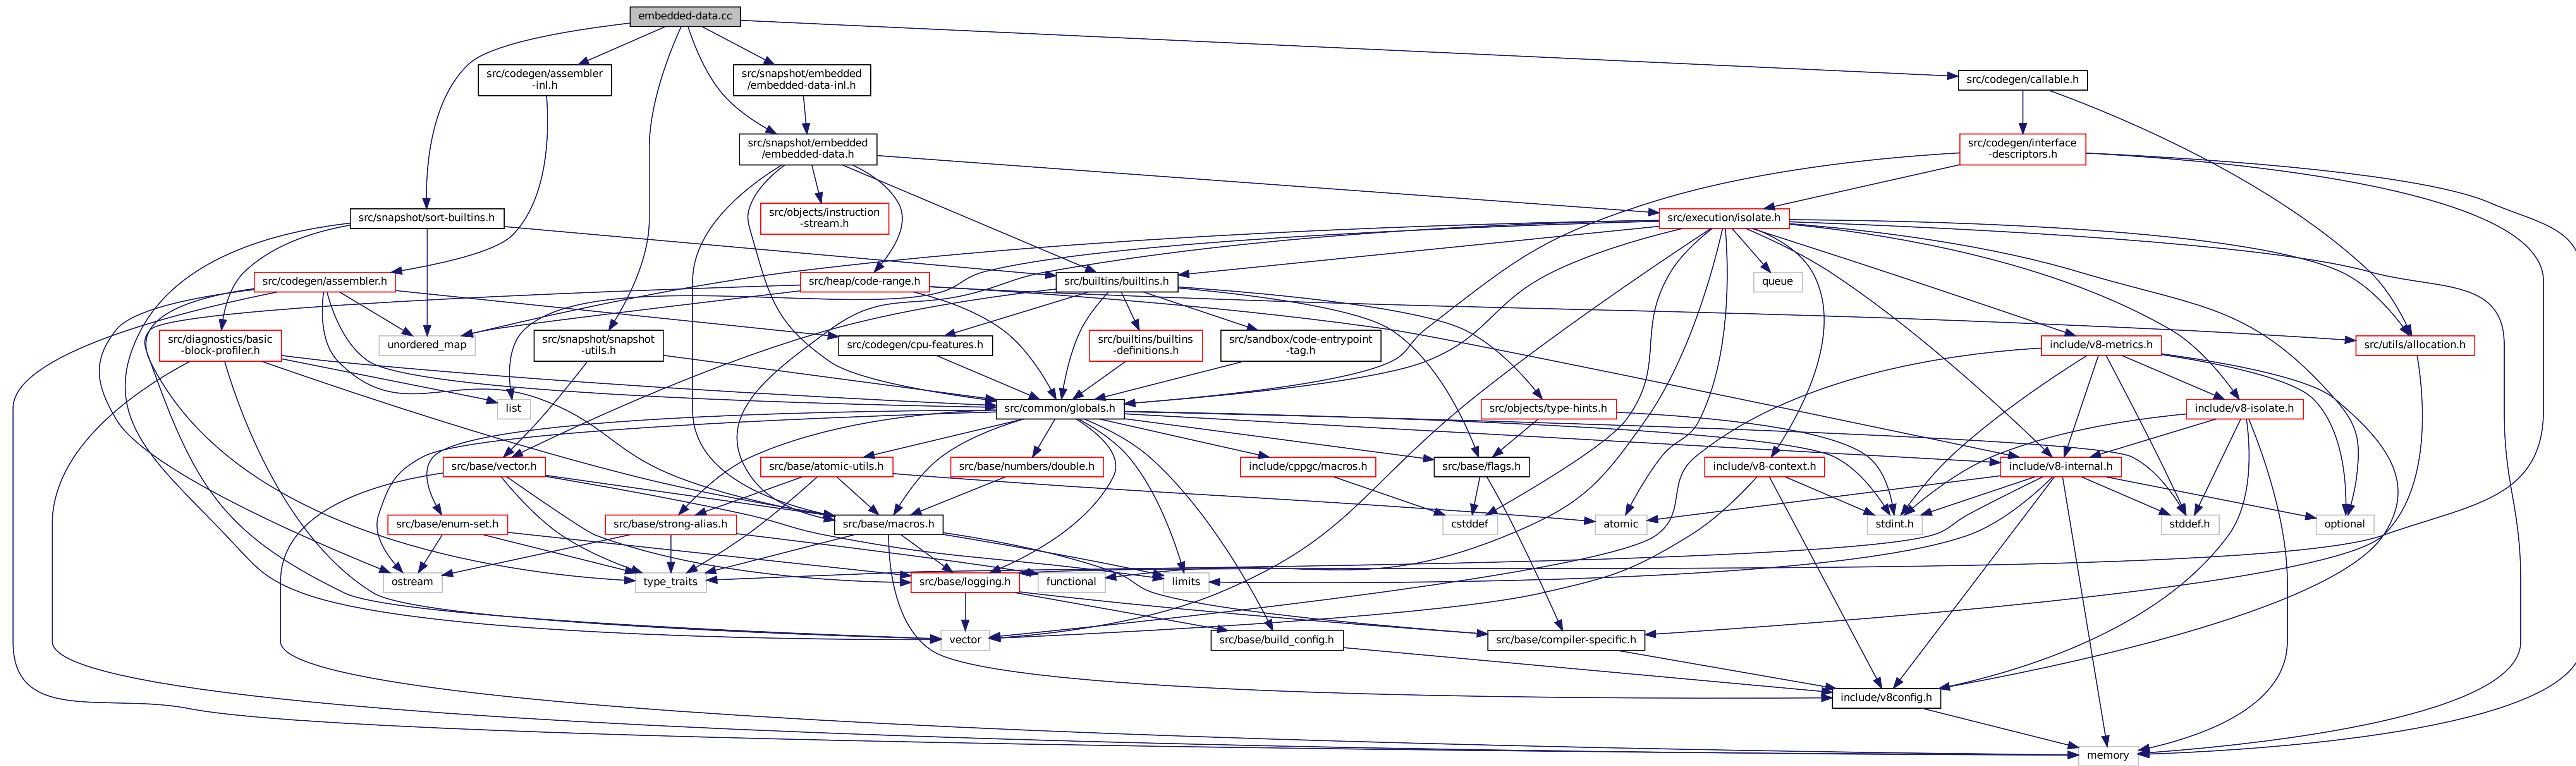 embedded-data.cc
src/codegen/assembler
-inl.h
src/snapshot/embedded
/embedded-data-inl.h
src/codegen/callable.h
src/snapshot/embedded
/embedded-data.h
src/codegen/interface
-descriptors.h
src/snapshot/sort-builtins.h
src/objects/instruction
-stream.h
src/execution/isolate.h
src/codegen/assembler.h
src/heap/code-range.h
src/builtins/builtins.h
queue
src/diagnostics/basic
-block-profiler.h
unordered_map
src/snapshot/snapshot
-utils.h
src/codegen/cpu-features.h
src/builtins/builtins
-definitions.h
src/sandbox/code-entrypoint
-tag.h
include/v8-metrics.h
src/utils/allocation.h
list
src/common/globals.h
src/objects/type-hints.h
include/v8-isolate.h
src/base/vector.h
src/base/atomic-utils.h
src/base/numbers/double.h
include/cppgc/macros.h
src/base/flags.h
include/v8-context.h
include/v8-internal.h
src/base/enum-set.h
src/base/strong-alias.h
src/base/macros.h
cstddef
atomic
stdint.h
stddef.h
optional
ostream
type_traits
src/base/logging.h
functional
limits
vector
src/base/build_config.h
src/base/compiler-specific.h
include/v8config.h
memory